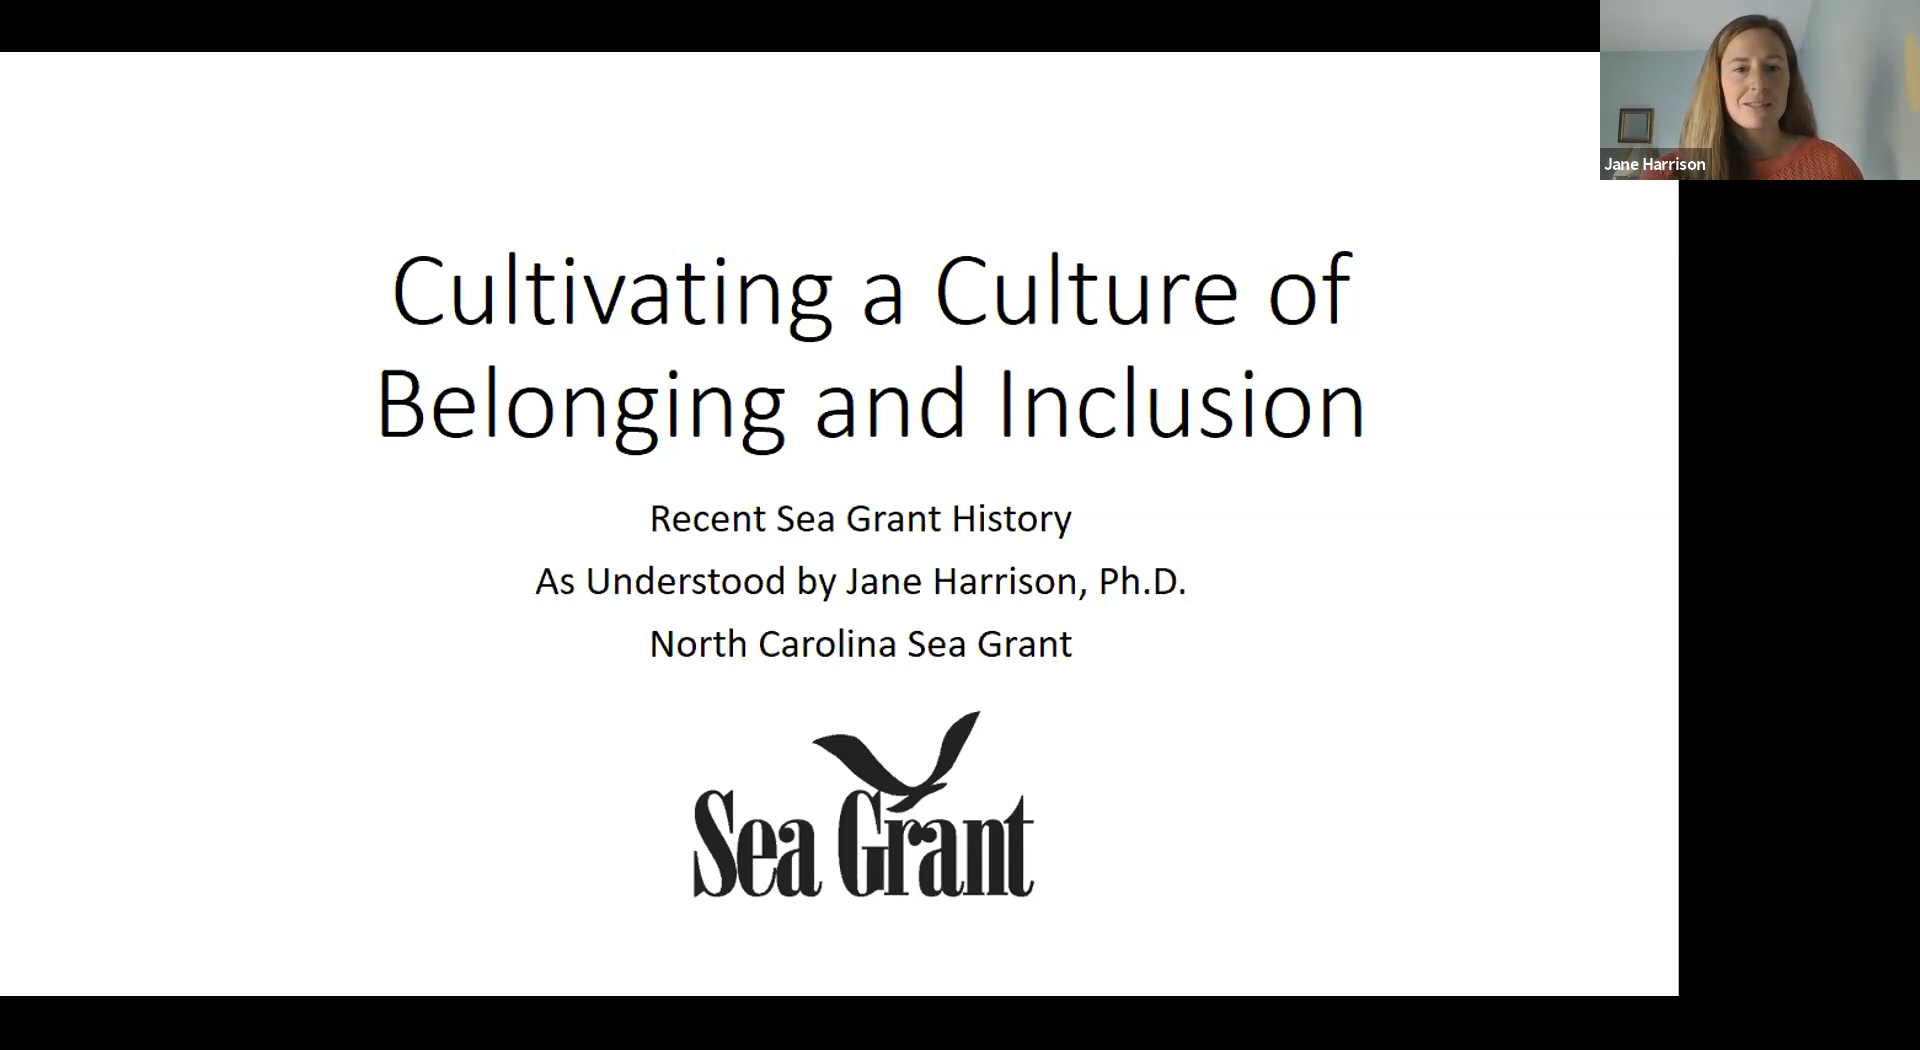 Cultivating a Culture of
Belonging and Inclusion
Recent Sea Grant History
As Understood by Jane Harrison, Ph.D.
North Carolina Sea Grant
Sea Grant
Jane Harrison